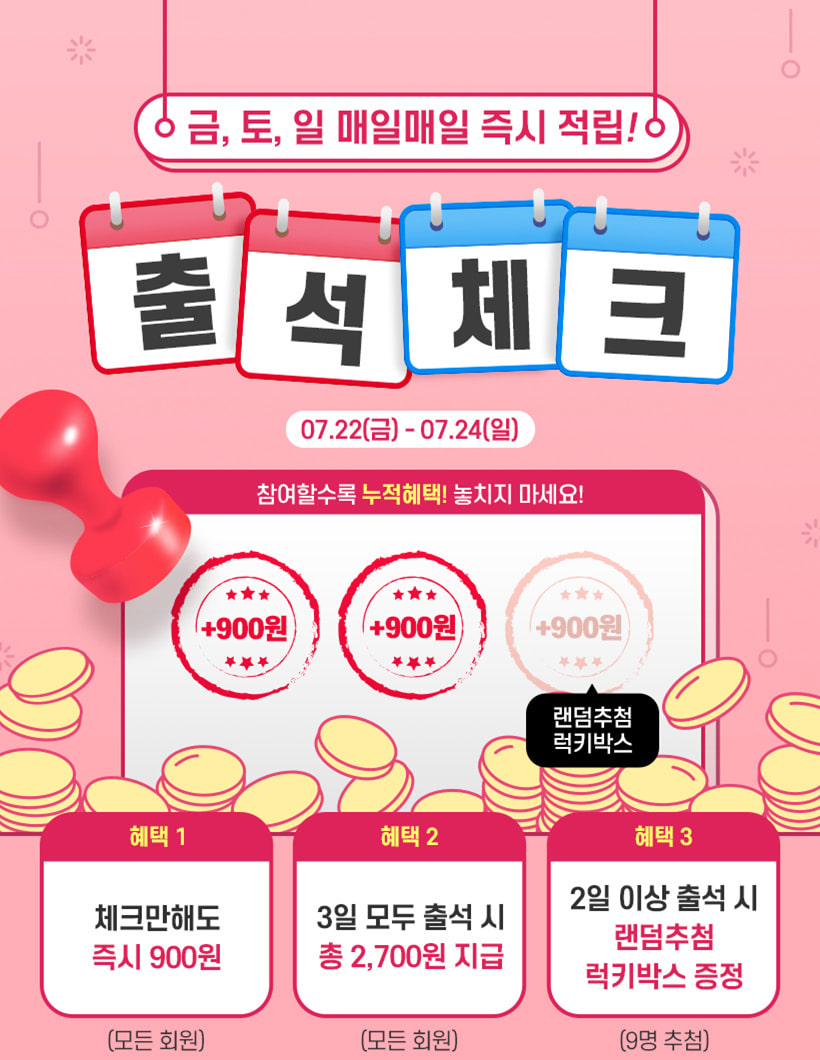 금, 토, 일 매일매일 즉시 적립!
출석체크
07.22(금) - 07.24(일)
참여할수록 누적혜택! 놓치지 마세요!
+900원
+900원
+900원
랜덤추첨
럭키박스
혜택 1
체크만해도
즉시 900원
(모든 회원)
혜택 2
3일 모두 출석 시
총 2,700원 지급
(모든 회원)
혜택 3
2일 이상 출석 시
랜덤추첨
럭키박스 증정
(9명 추첨)